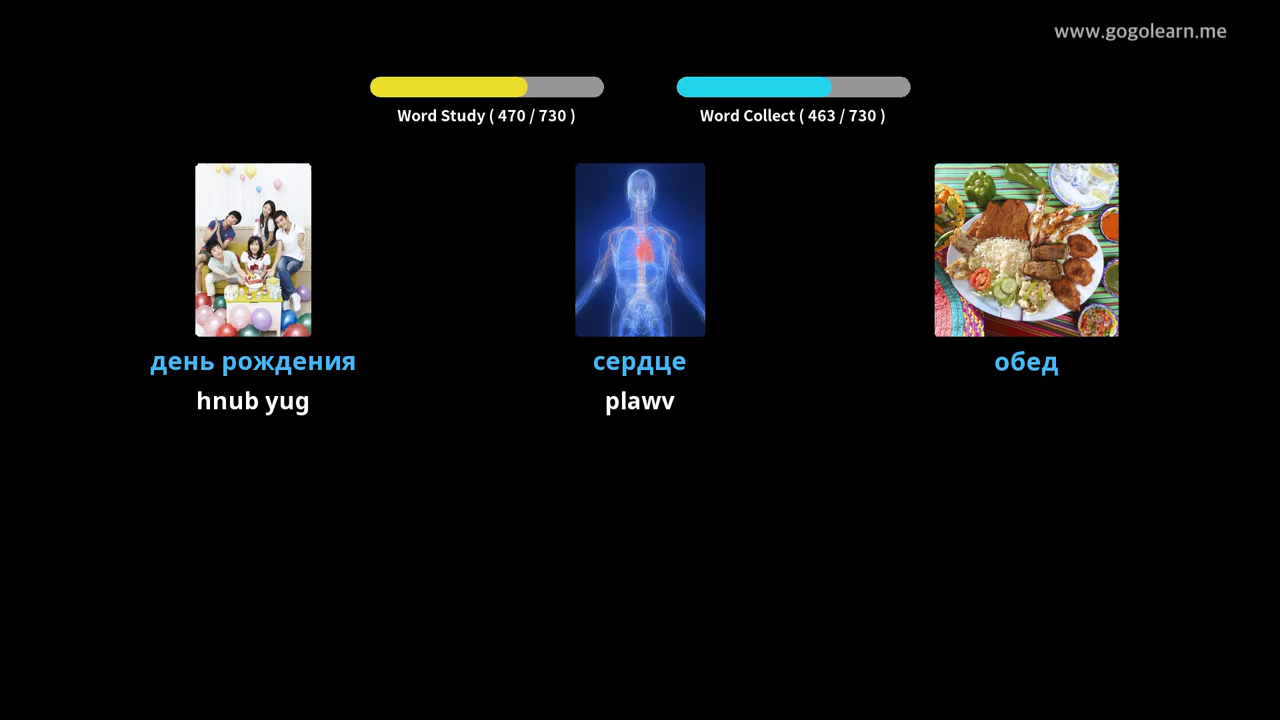 www.gogolearn.me
Word Study ( 470 / 730 )
Word Collect ( 463 / 730 )
день рождения
сердце
обед
hnub yug
plawv